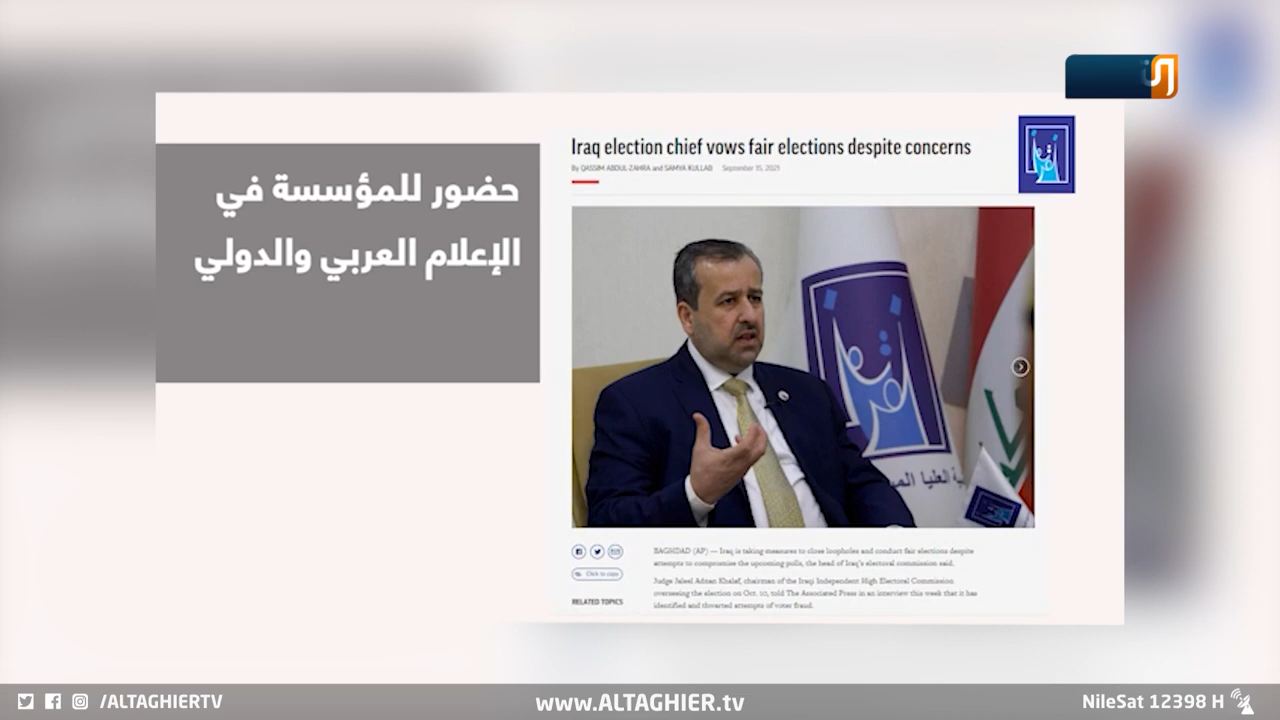 حضور للمؤسسة في
الإعلام العربي والدولي
Iraq election chief vows fair elections despite concerns
By QASSIM ABDUL-ZAHRA and SAMYA KULLAB September 15, 2021
ية العليا المس
Click to copy
RELATED TOPICS
BAGHDAD (AP) — Iraq is taking measures to close loopholes and conduct fair elections despite
attempts to compromise the upcoming polls, the head of Iraq's electoral commission said.
Judge Jaleel Adnan Khalaf, chairman of the Iraqi Independent High Electoral Commission
overseeing the election on Oct. 10, told The Associated Press in an interview this week that it has
identified and thwarted attempts of voter fraud.
/ALTAGHIERTV
www.ALTAGHIER.tv
NileSat 12398 H